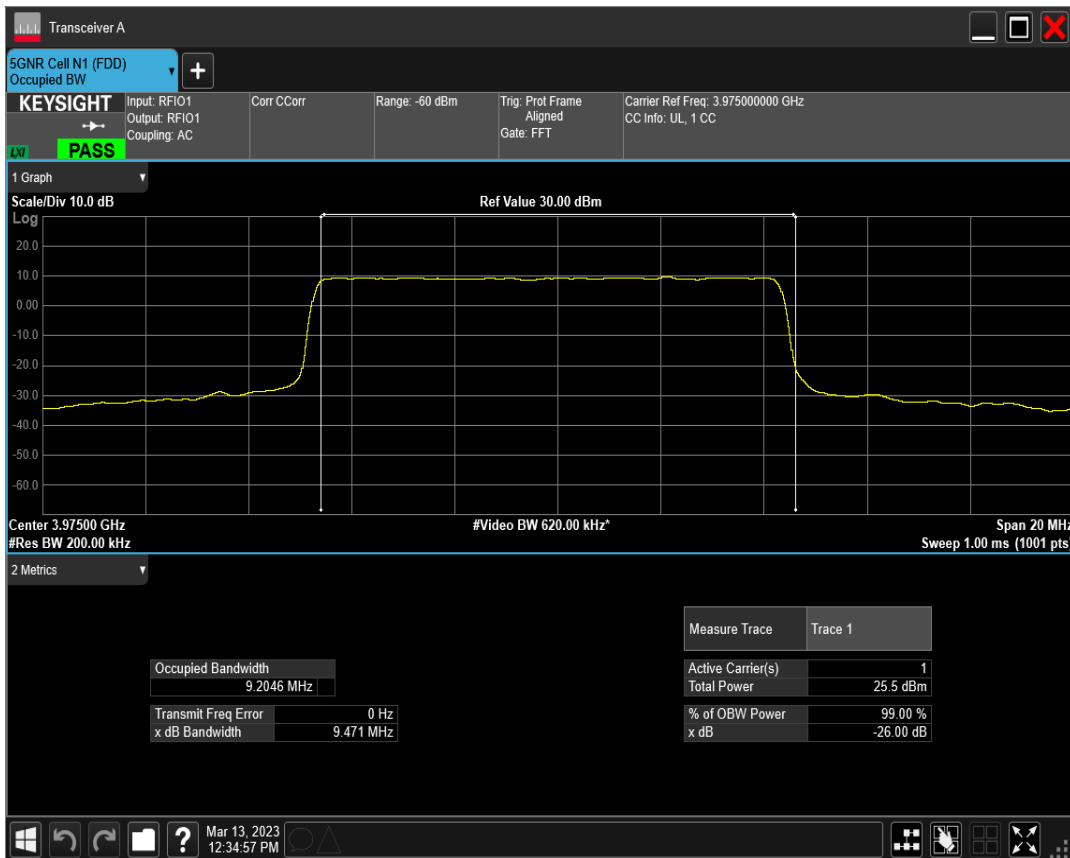 Transceiver A
5GNR Cell N1 (FDD)
Occupied BW
KEYSIGHT
LXI
PASS
Input: RFIO1
Output: RFIO1
Coupling: AC
Corr CCorr
Range: -60 dBm
Trig: Prot Frame
Aligned
Gate: FFT
Carrier Ref Freq: 3.975000000 GHz
CC Info: UL, 1 CC
1 Graph
Scale/Div 10.0 dB
Ref Value 30.00 dBm
Log
20.0
10.0
0.00
-10.0
-20.0
-30.0
-40.0
-50.0
-60.0
Center 3.97500 GHz
#Video BW 620.00 kHz*
Span 20 MHz
#Res BW 200.00 kHz
Sweep 1.00 ms (1001 pts)
2 Metrics
Measure Trace Trace 1
Occupied Bandwidth
9.2046 MHz
Active Carrier(s) 1
Total Power 25.5 dBm
Transmit Freq Error 0 Hz
x dB Bandwidth 9.471 MHz
% of OBW Power 99.00 %
x dB -26.00 dB
?
Mar 13, 2023
12:34:57 PM